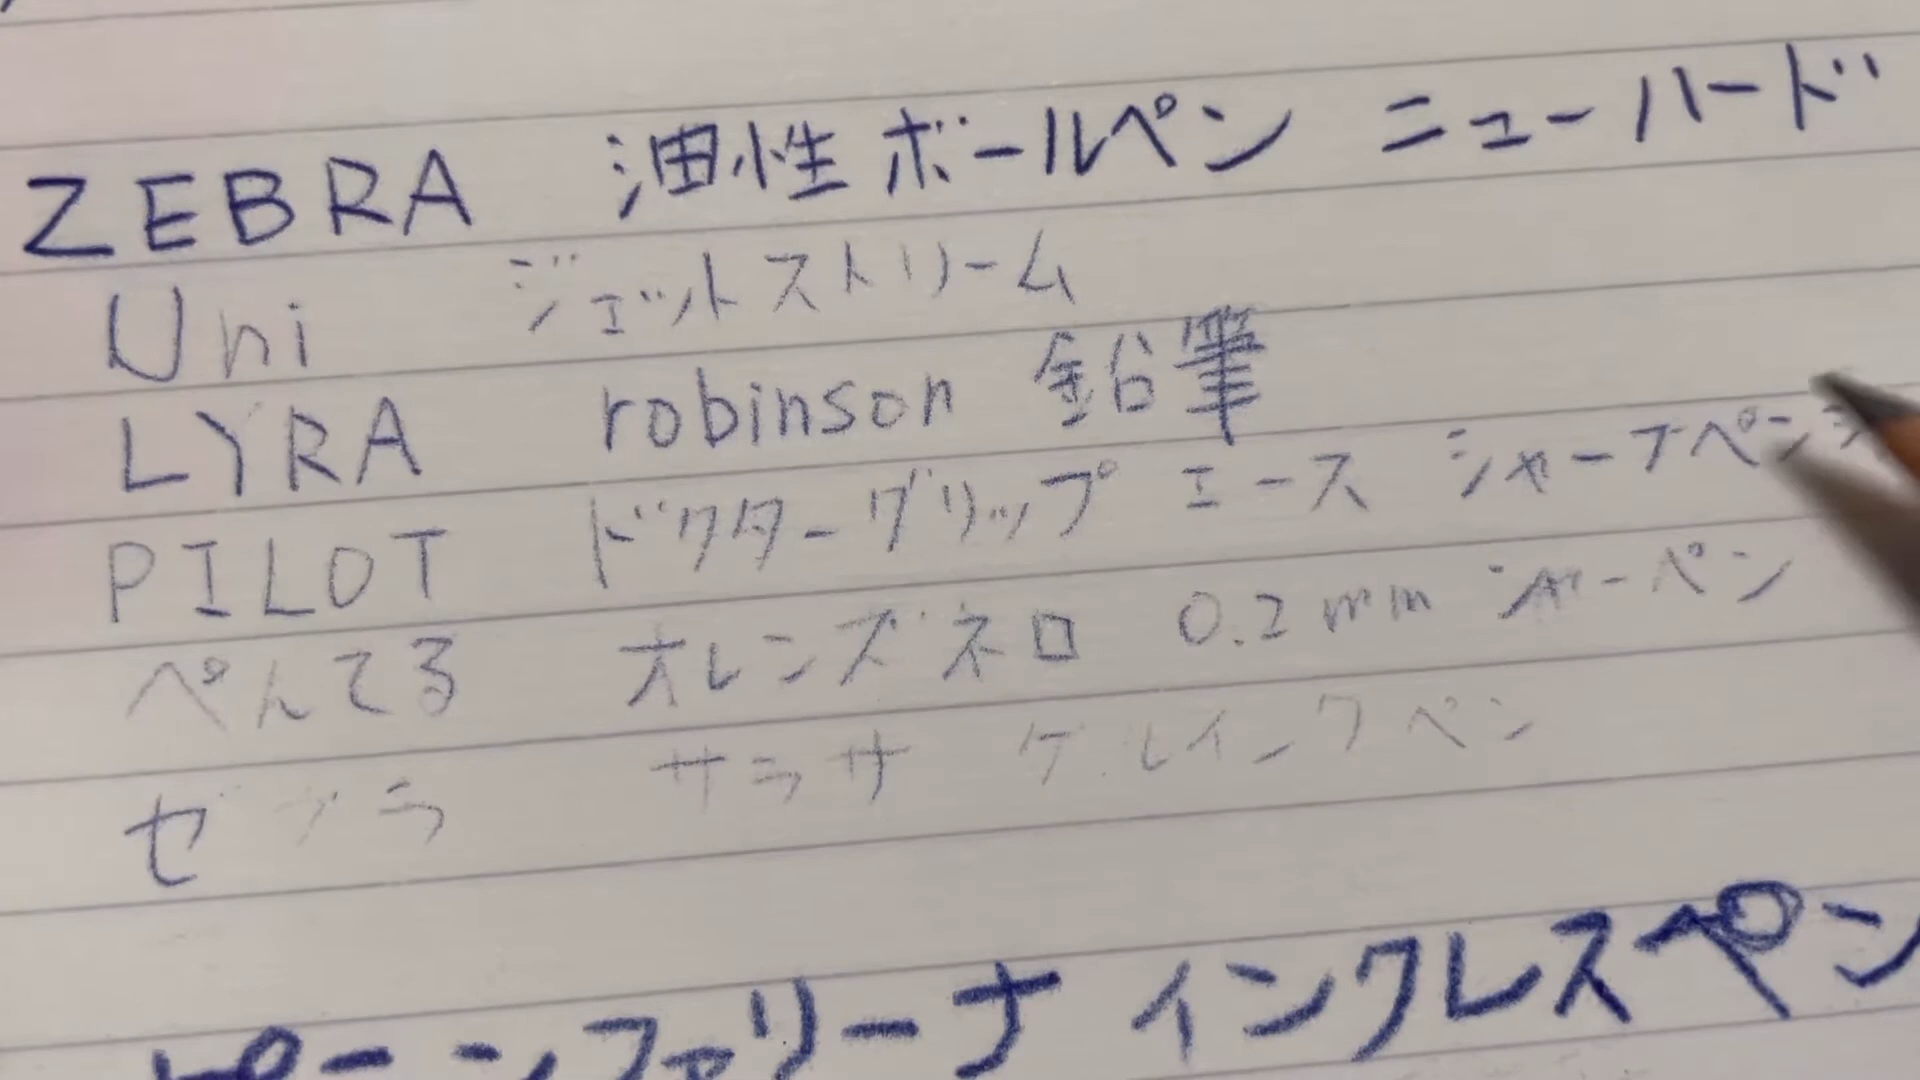 ZEBRA 油性ボールペン ニューハード
Uni ジェットストリーム
LYRA robinson 鉛筆
PILOT ドクターグリップ エース シャープペンシ
ぺんてる オレンズネロ 0.2mm シャーペン
ゼブラ サラサ ゲルインクペン
ピニンファリーナ インクレスペン